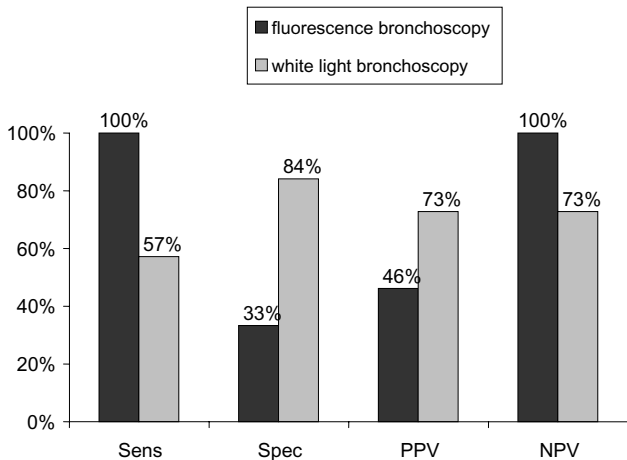 fluorescence bronchoscopy
white light bronchoscopy
100%
80%
60%
40%
20%
0%
100%
57%
33%
84%
46%
73%
100%
73%
Sens
Spec
PPV
NPV